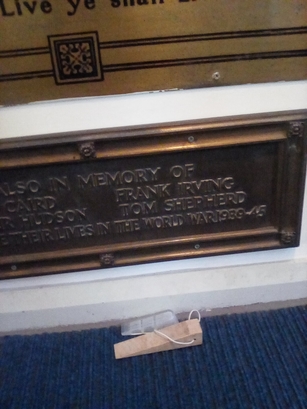 Live ye shall
ALSO IN MEMORY OF
CAIRD FRANK IRVING
HUDSON TOM SHEPHERD
THEIR LIVES IN THE WORLD WAR 1939-45